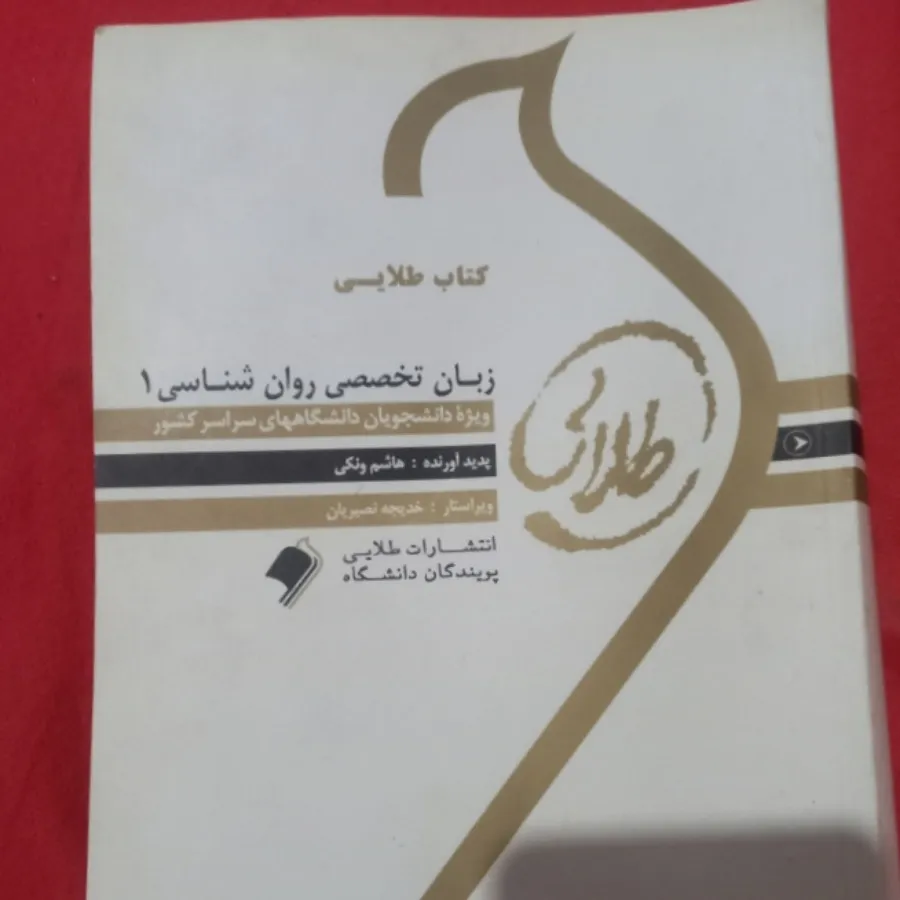 کتاب طلایی
زبان تخصصی روان شناسی ۱
ویژهٔ دانشجویان دانشگاههای سراسر کشور
پدید آورنده : هاشم ونکی
ویراستار : خدیجه نصیریان
انتشارات طلایی
پویندگان دانشگاه
طلائی